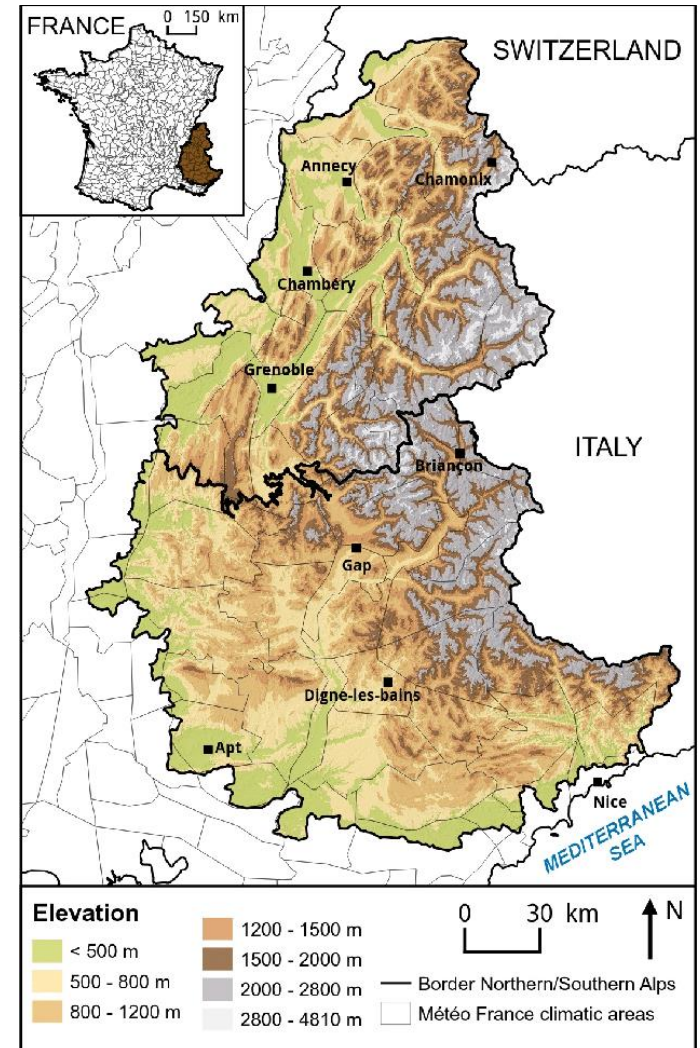 FRANCE
0 150 km
SWITZERLAND
Annecy
Chamonix
Chambéry
Grenoble
ITALY
Briançon
Gap
Digne-les-bains
Apt
Nice
MEDITERRANEAN
SEA
Elevation
< 500 m
500 - 800 m
800 - 1200 m
1200 - 1500 m
1500 - 2000 m
2000 - 2800 m
2800 - 4810 m
0 30 km
N
Border Northern/Southern Alps
Météo France climatic areas